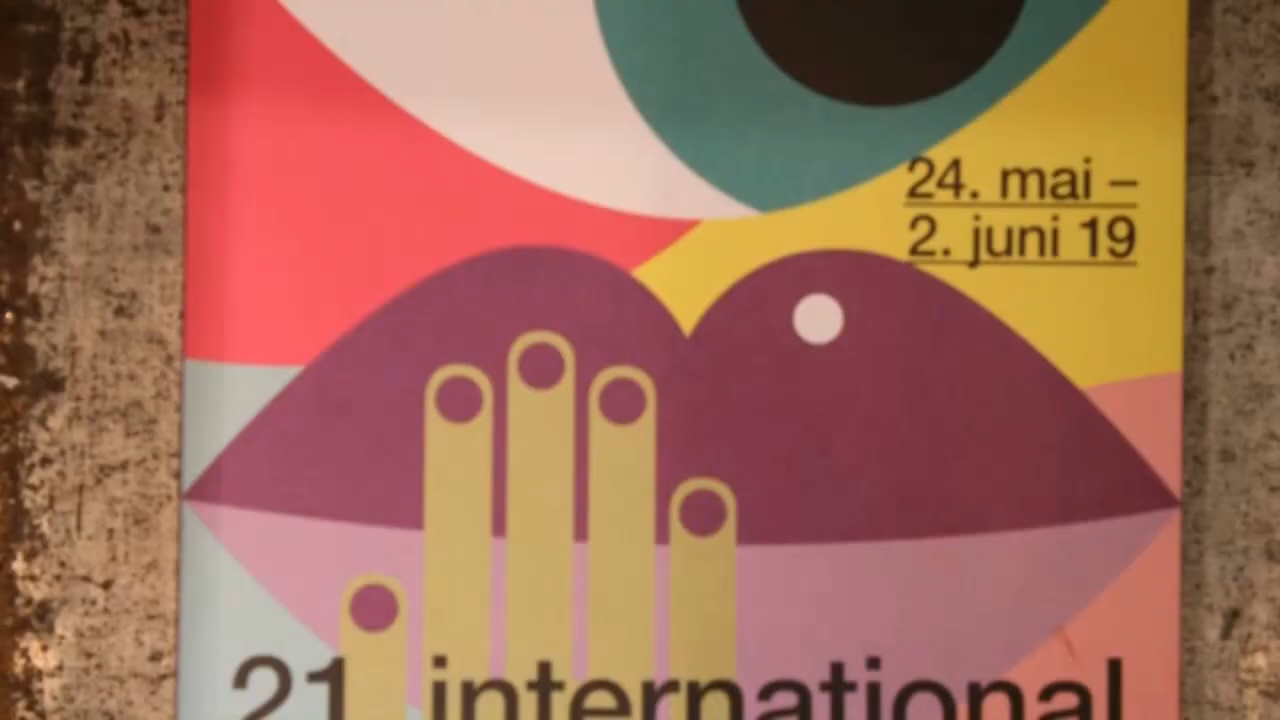 24. mai –
2. juni 19
21 international